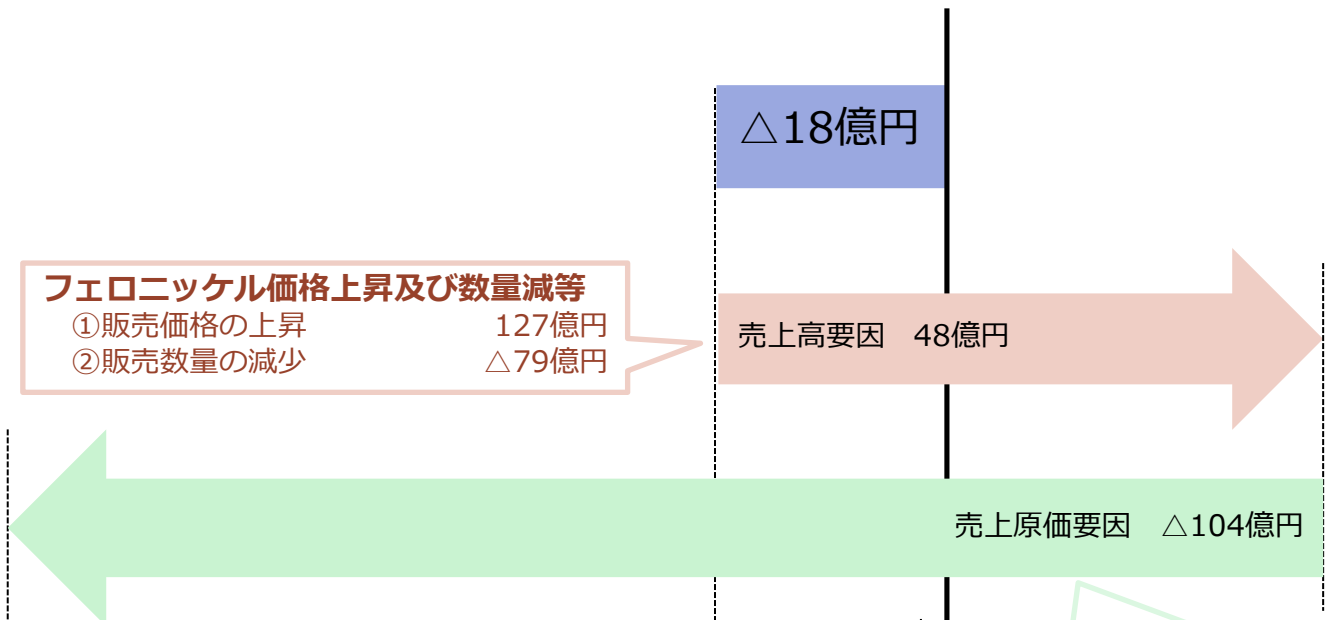 △18億円
フェロニッケル価格上昇及び数量減等
①販売価格の上昇 127億円
②販売数量の減少 △79億円
売上高要因 48億円
売上原価要因 △104億円